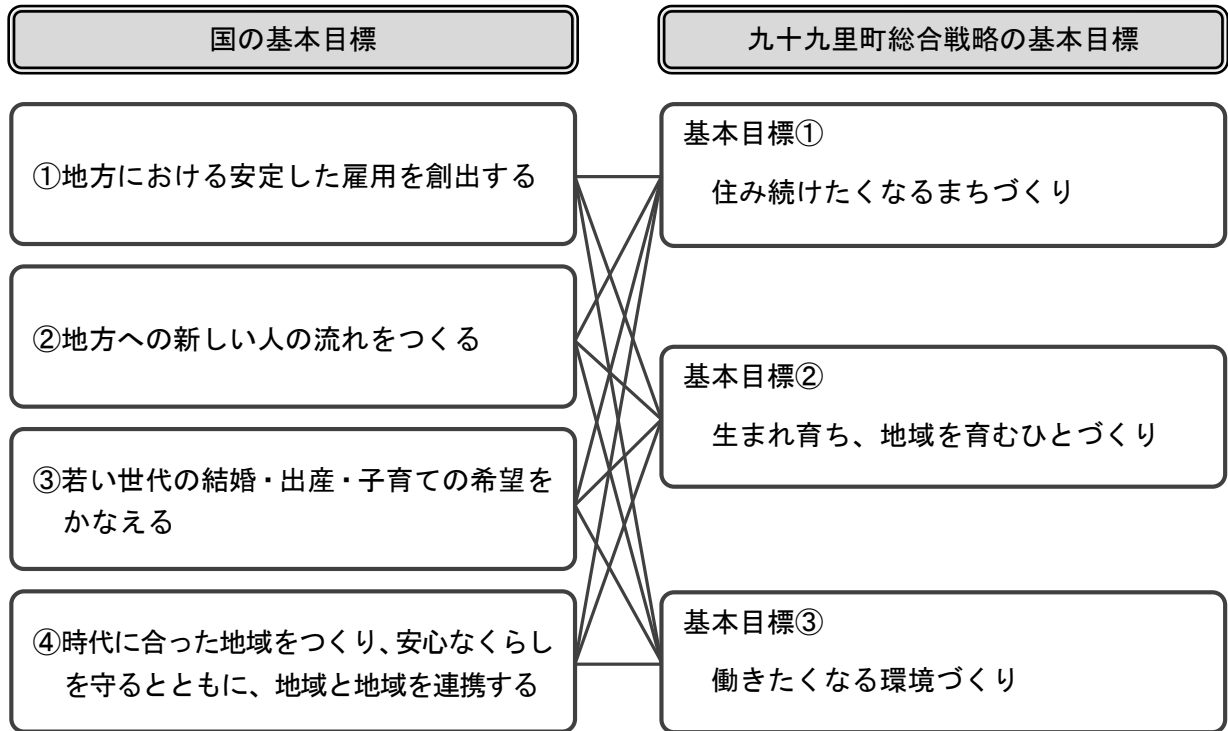 国の基本目標
九十九里町総合戦略の基本目標
①地方における安定した雇用を創出する
②地方への新しい人の流れをつくる
③若い世代の結婚・出産・子育ての希望を
かなえる
④時代に合った地域をつくり、安心なくらし
を守るとともに、地域と地域を連携する
基本目標①
住み続けたくなるまちづくり
基本目標②
生まれ育ち、地域を育むひとづくり
基本目標③
働きたくなる環境づくり